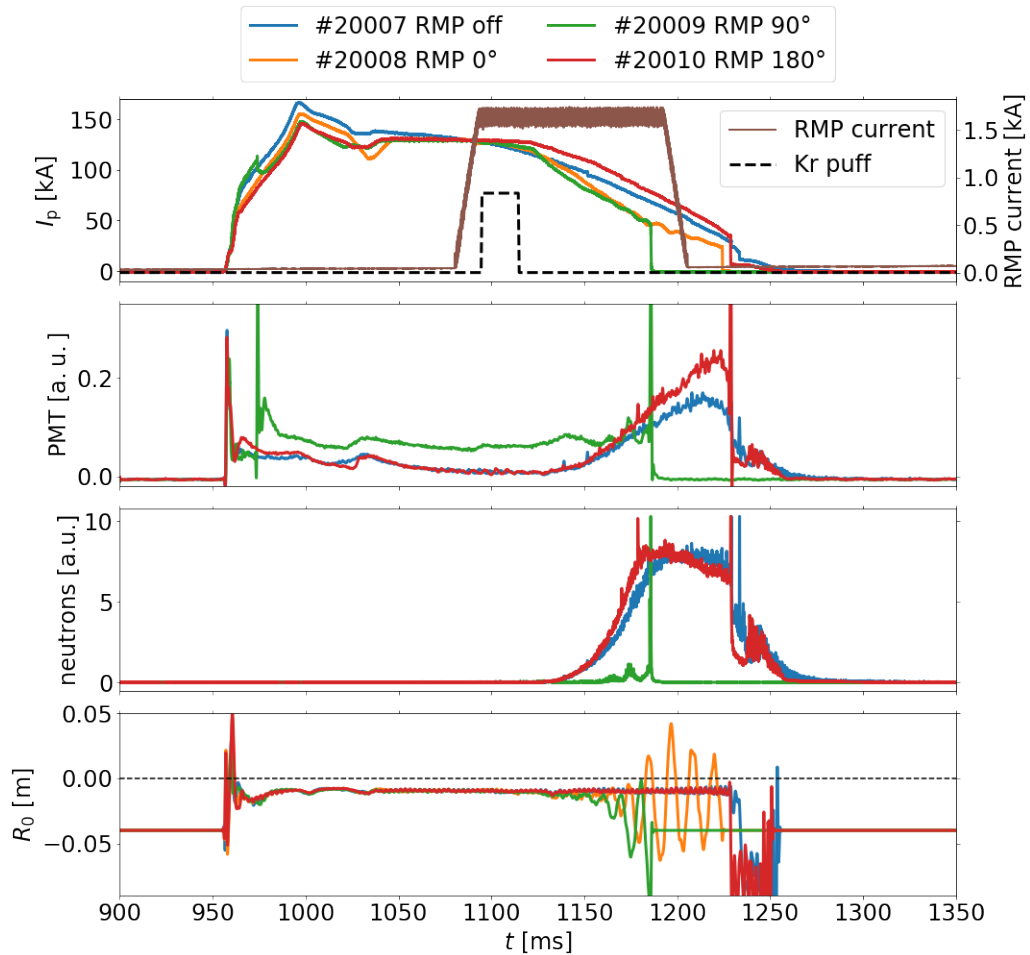 #20007 RMP off
#20009 RMP 90°
#20008 RMP 0°
#20010 RMP 180°
150
100
50
0
I_p [kA]
RMP current
Kr puff
1.5
1.0
0.5
0.0
RMP current [kA]
0.2
0.0
PMT [a. u. ]
10
5
0
neutrons [a.u.]
0.05
0.00
−0.05
R_0 [m]
900 950 1000 1050 1100 1150 1200 1250 1300 1350
t [ms]